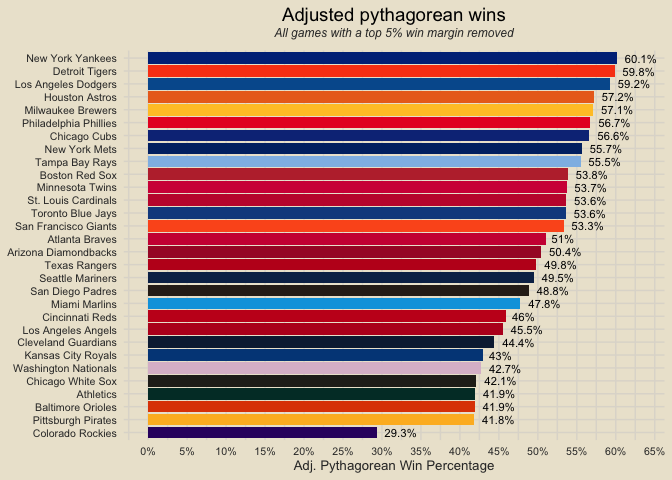 Adjusted pythagorean wins
All games with a top 5% win margin removed
New York Yankees 60.1%
Detroit Tigers 59.8%
Los Angeles Dodgers 59.2%
Houston Astros 57.2%
Milwaukee Brewers 57.1%
Philadelphia Phillies 56.7%
Chicago Cubs 56.6%
New York Mets 55.7%
Tampa Bay Rays 55.5%
Boston Red Sox 53.8%
Minnesota Twins 53.7%
St. Louis Cardinals 53.6%
Toronto Blue Jays 53.6%
San Francisco Giants 53.3%
Atlanta Braves 51%
Arizona Diamondbacks 50.4%
Texas Rangers 49.8%
Seattle Mariners 49.5%
San Diego Padres 48.8%
Miami Marlins 47.8%
Cincinnati Reds 46%
Los Angeles Angels 45.5%
Cleveland Guardians 44.4%
Kansas City Royals 43%
Washington Nationals 42.7%
Chicago White Sox 42.1%
Athletics 41.9%
Baltimore Orioles 41.9%
Pittsburgh Pirates 41.8%
Colorado Rockies 29.3%
0% 5% 10% 15% 20% 25% 30% 35% 40% 45% 50% 55% 60% 65%
Adj. Pythagorean Win Percentage